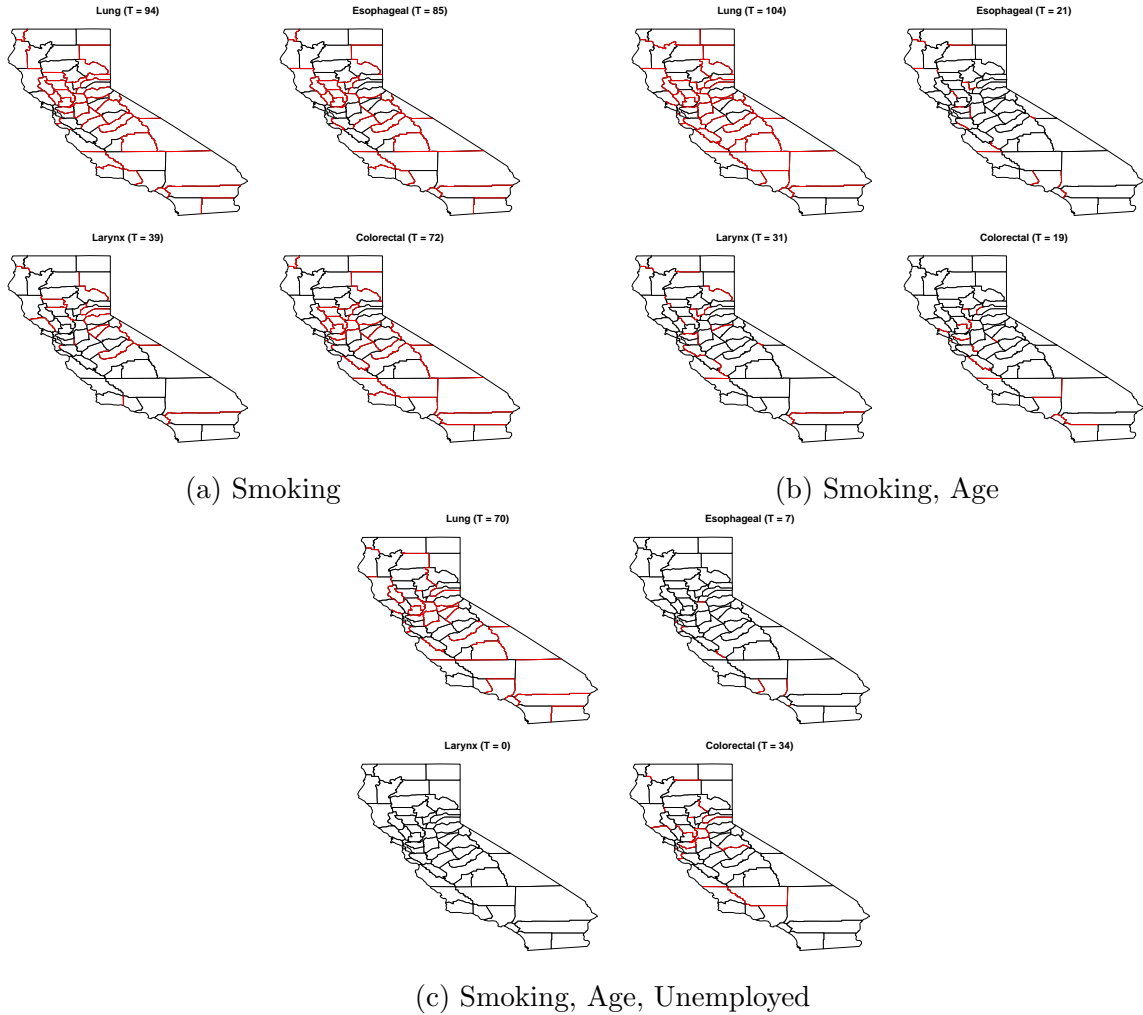 Lung (T = 94)
Esophageal (T = 85)
Larynx (T = 39)
Colorectal (T = 72)
(a) Smoking
Lung (T = 104)
Esophageal (T = 21)
Larynx (T = 31)
Colorectal (T = 19)
(b) Smoking, Age
Lung (T = 70)
Esophageal (T = 7)
Larynx (T = 0)
Colorectal (T = 34)
(c) Smoking, Age, Unemployed